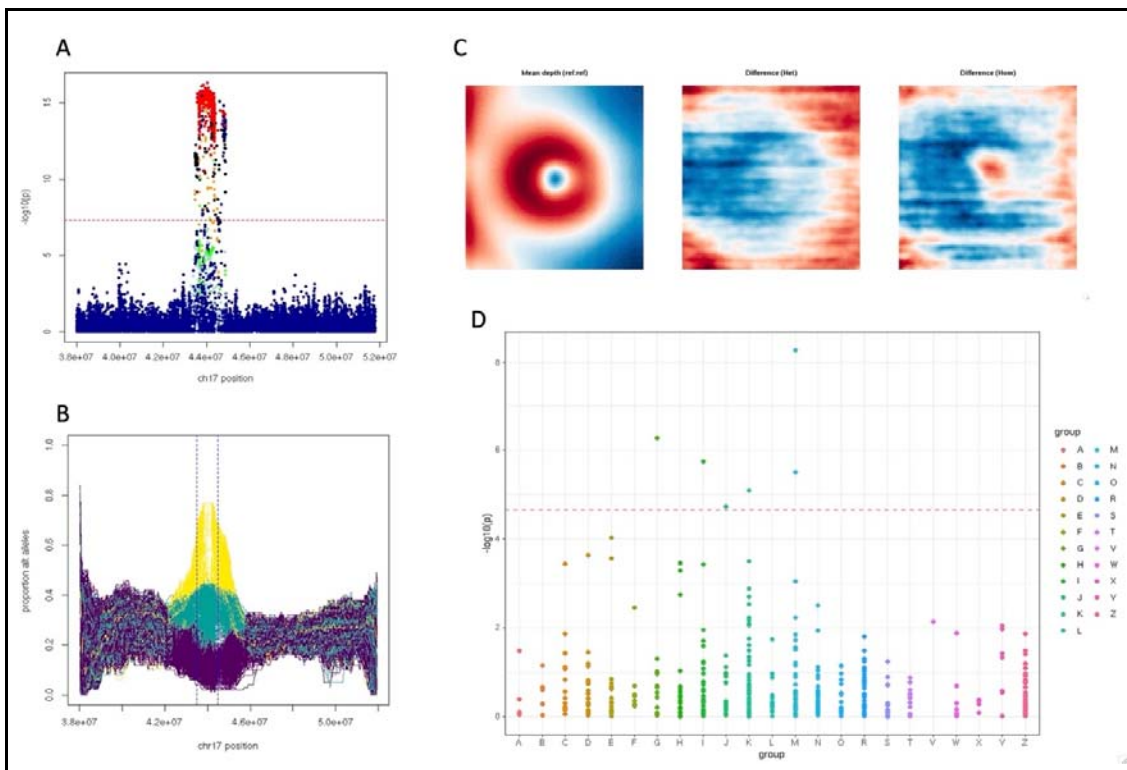 A
-log10(p)
15
10
5
0
3.8e+07 4.0e+07 4.2e+07 4.4e+07 4.6e+07 4.8e+07 5.0e+07 5.2e+07
ch17 position
B
proportion alt alleles
1.0
0.8
0.6
0.4
0.2
0.0
3.8e+07 4.2e+07 4.6e+07 5.0e+07
chr17 position
C
Mean depth (ref:ref) Difference (Het) Difference (Hom)
D
-log10(p)
8
6
4
2
0
A B C D E F G H I J K L M N O R S T V W X Y Z
group
group
A M
B N
C O
D R
E S
F T
G V
H W
I X
J Y
K Z
L